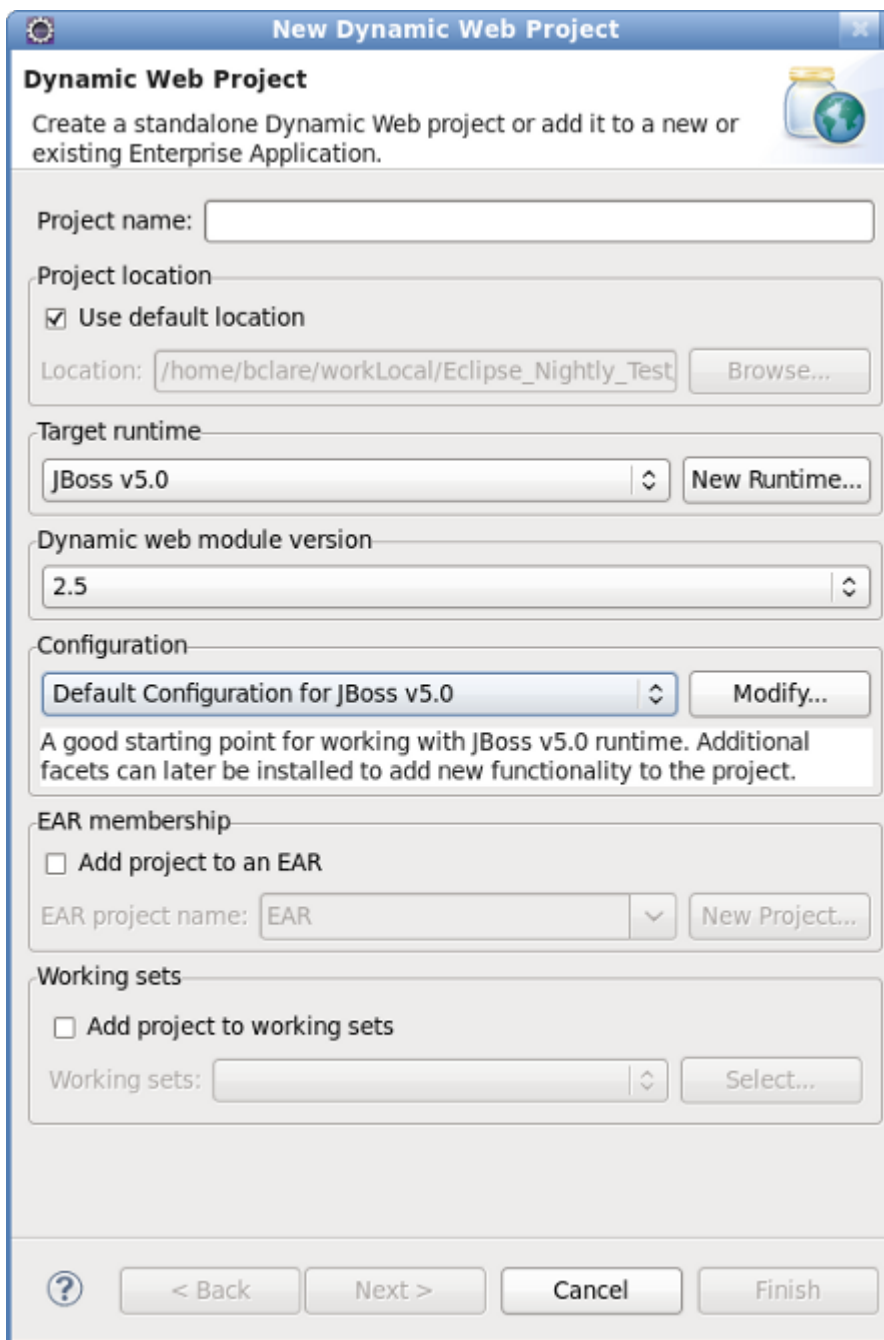 New Dynamic Web Project
Dynamic Web Project
Create a standalone Dynamic Web project or add it to a new or
existing Enterprise Application.
Project name:
Project location
Use default location
Location: /home/bclare/workLocal/Eclipse_Nightly_Test Browse...
Target runtime
JBoss v5.0 New Runtime...
Dynamic web module version
2.5
Configuration
Default Configuration for JBoss v5.0 Modify...
A good starting point for working with JBoss v5.0 runtime. Additional
facets can later be installed to add new functionality to the project.
EAR membership
Add project to an EAR
EAR project name: EAR New Project...
Working sets
Add project to working sets
Working sets: Select...
? < Back Next > Cancel Finish